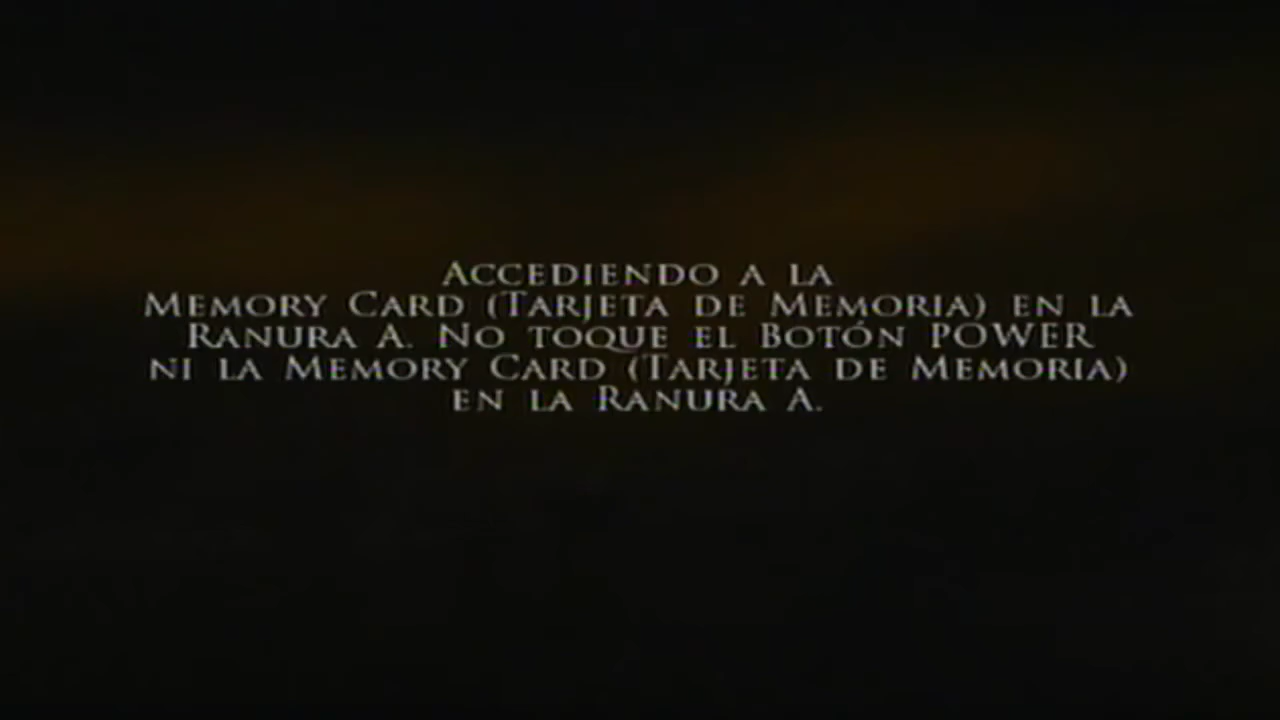 Accediendo a la
Memory Card (Tarjeta de Memoria) en la
Ranura A. No toque el Botón POWER
ni la Memory Card (Tarjeta de Memoria)
en la Ranura A.